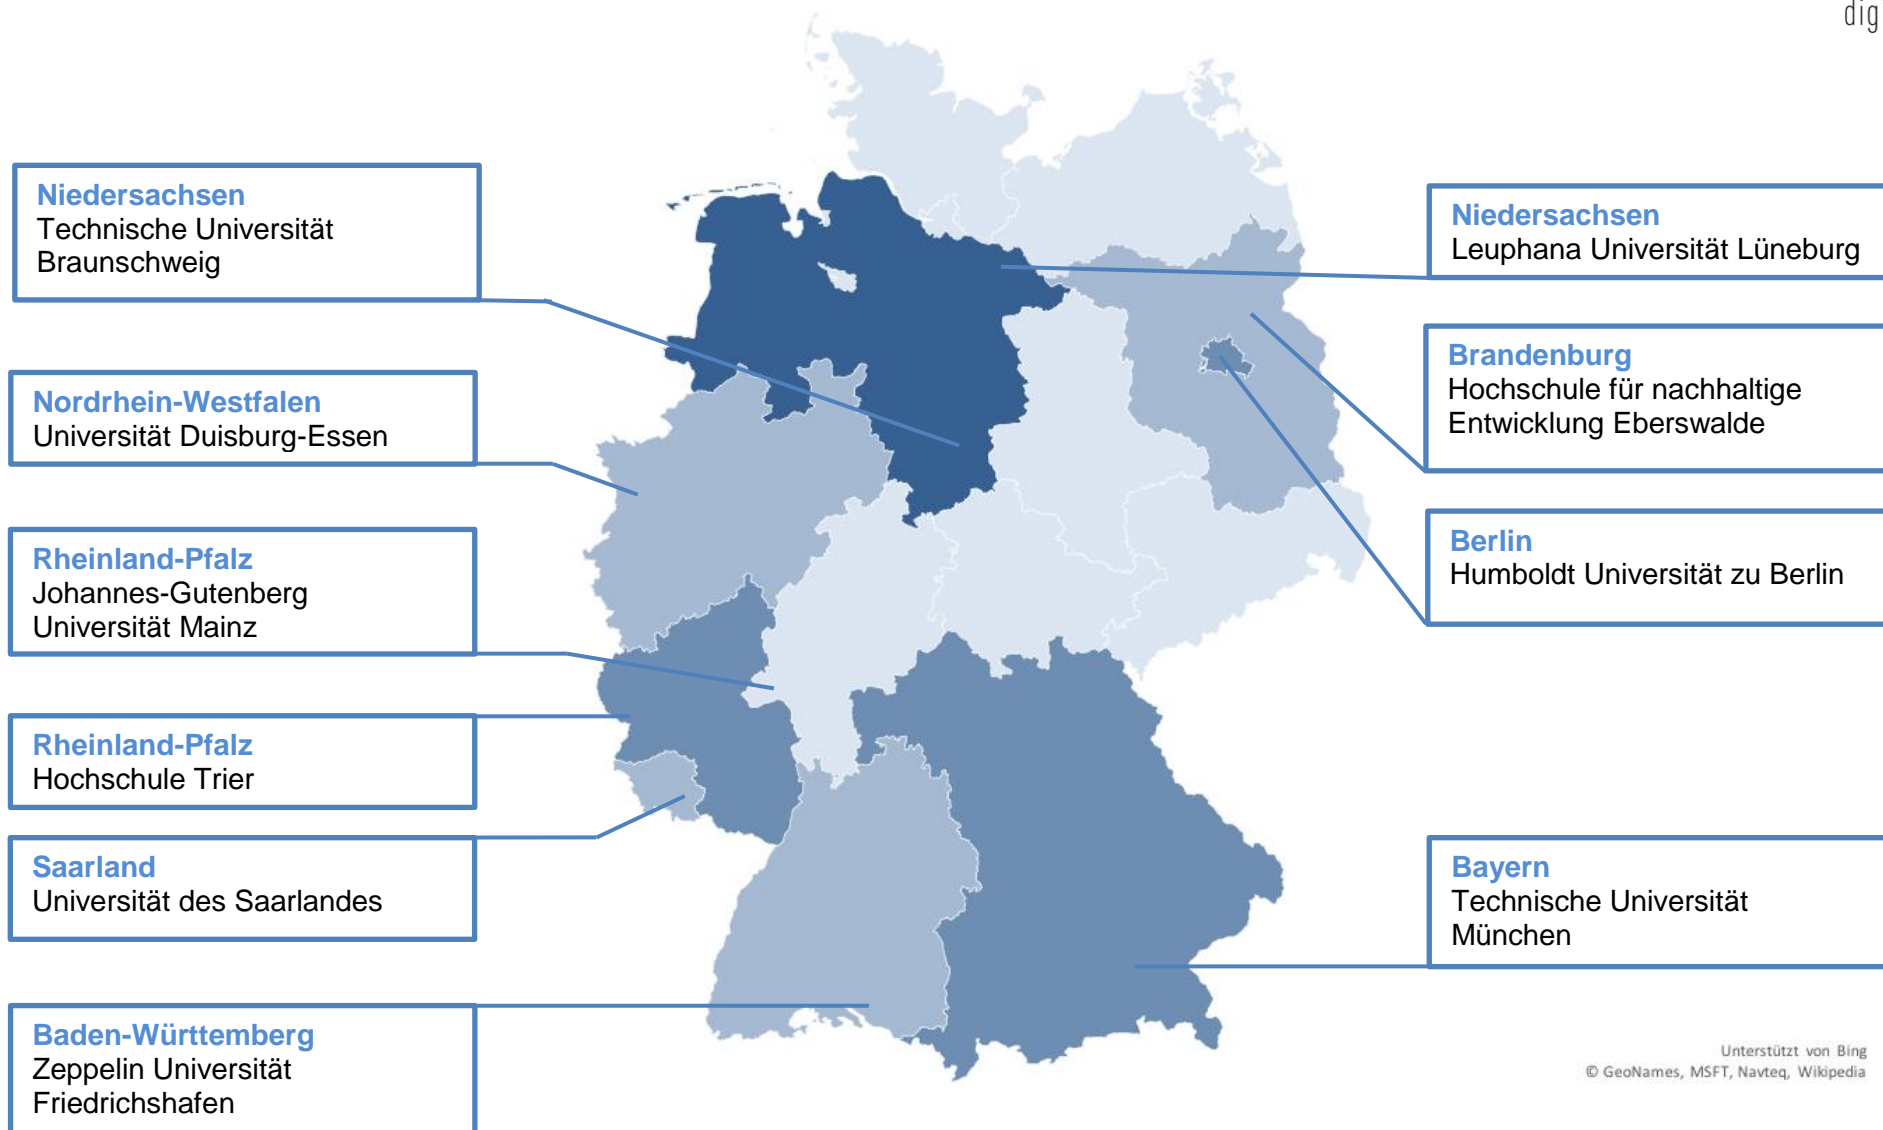 dig
Niedersachsen
Technische Universität
Braunschweig
Nordrhein-Westfalen
Universität Duisburg-Essen
Rheinland-Pfalz
Johannes-Gutenberg
Universität Mainz
Rheinland-Pfalz
Hochschule Trier
Saarland
Universität des Saarlandes
Baden-Württemberg
Zeppelin Universität
Friedrichshafen
Niedersachsen
Leuphana Universität Lüneburg
Brandenburg
Hochschule für nachhaltige
Entwicklung Eberswalde
Berlin
Humboldt Universität zu Berlin
Bayern
Technische Universität
München
Unterstützt von Bing
© GeoNames, MSFT, Navteq, Wikipedia